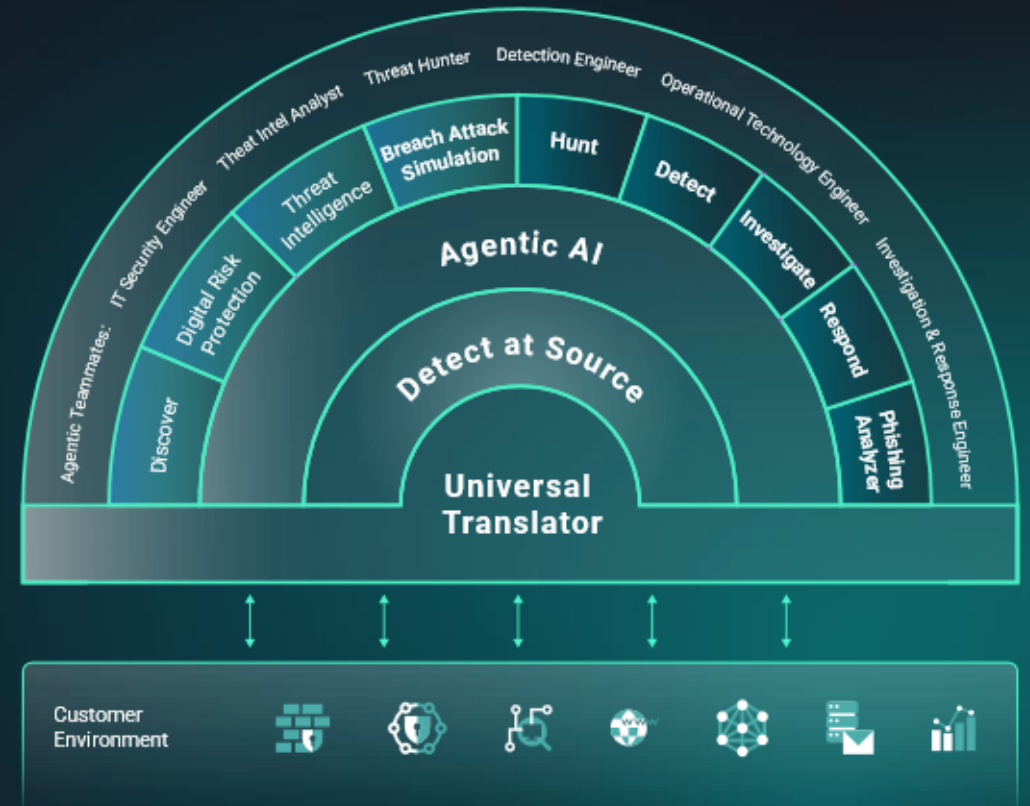 Agentic Teammates:
IT Security Engineer
Theat Intel Analyst
Threat Hunter
Detection Engineer
Operational Technology Engineer
Investigation & Response Engineer
Discover
Digital Risk
Protection
Threat
Intelligence
Breach Attack
Simulation
Hunt
Detect
Investigate
Respond
Phishing
Analyzer
Agentic AI
Detect at Source
Universal
Translator
Customer
Environment
www